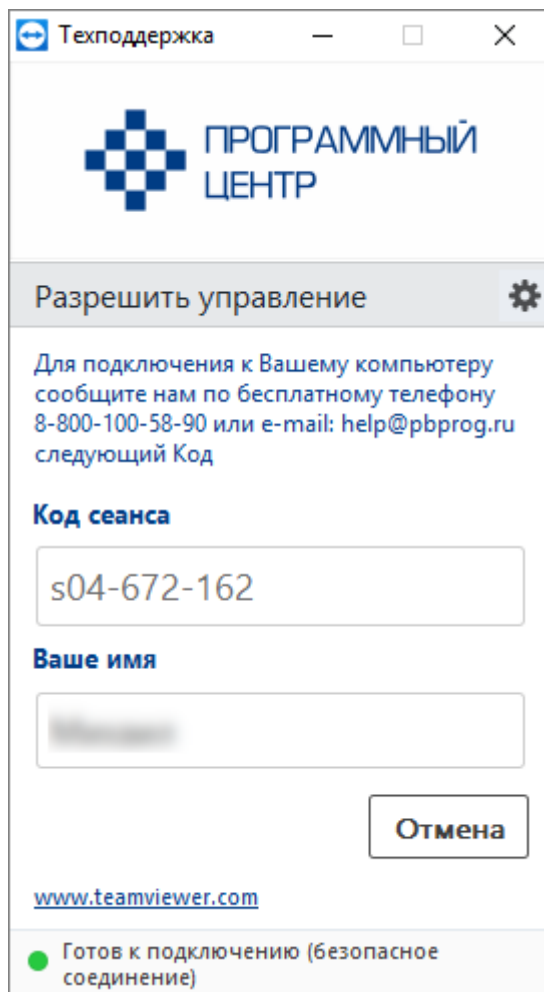 Техподдержка
ПРОГРАММНЫЙ
ЦЕНТР
Разрешить управление
Для подключения к Вашему компьютеру
сообщите нам по бесплатному телефону
8-800-100-58-90 или e-mail: help@pbprog.ru
следующий Код
Код сеанса
s04-672-162
Ваше имя
Отмена
www.teamviewer.com
Готов к подключению (безопасное
соединение)